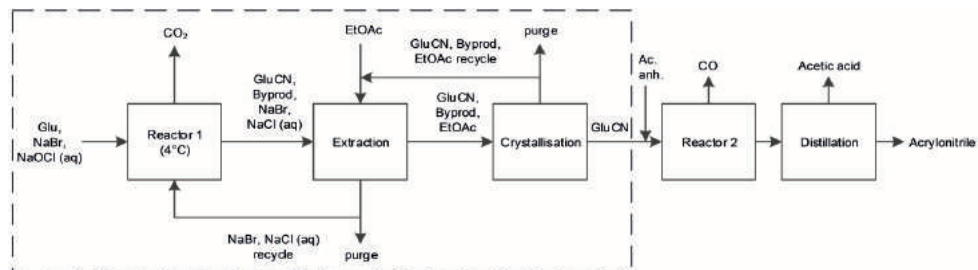 CO₂
EtOAc
GluCN, Byprod,
EtOAc recycle
purge
Ac.
anh.
CO
Acetic acid
GluCN,
Byprod,
NaBr,
NaCl (aq)
GluCN,
Byprod,
EtOAc
Glu,
NaBr,
NaOCl (aq)
Reactor 1
(4°C)
Extraction
Crystallisation
GluCN
Reactor 2
Distillation
Acrylonitrile
NaBr, NaCl (aq)
recycle
purge